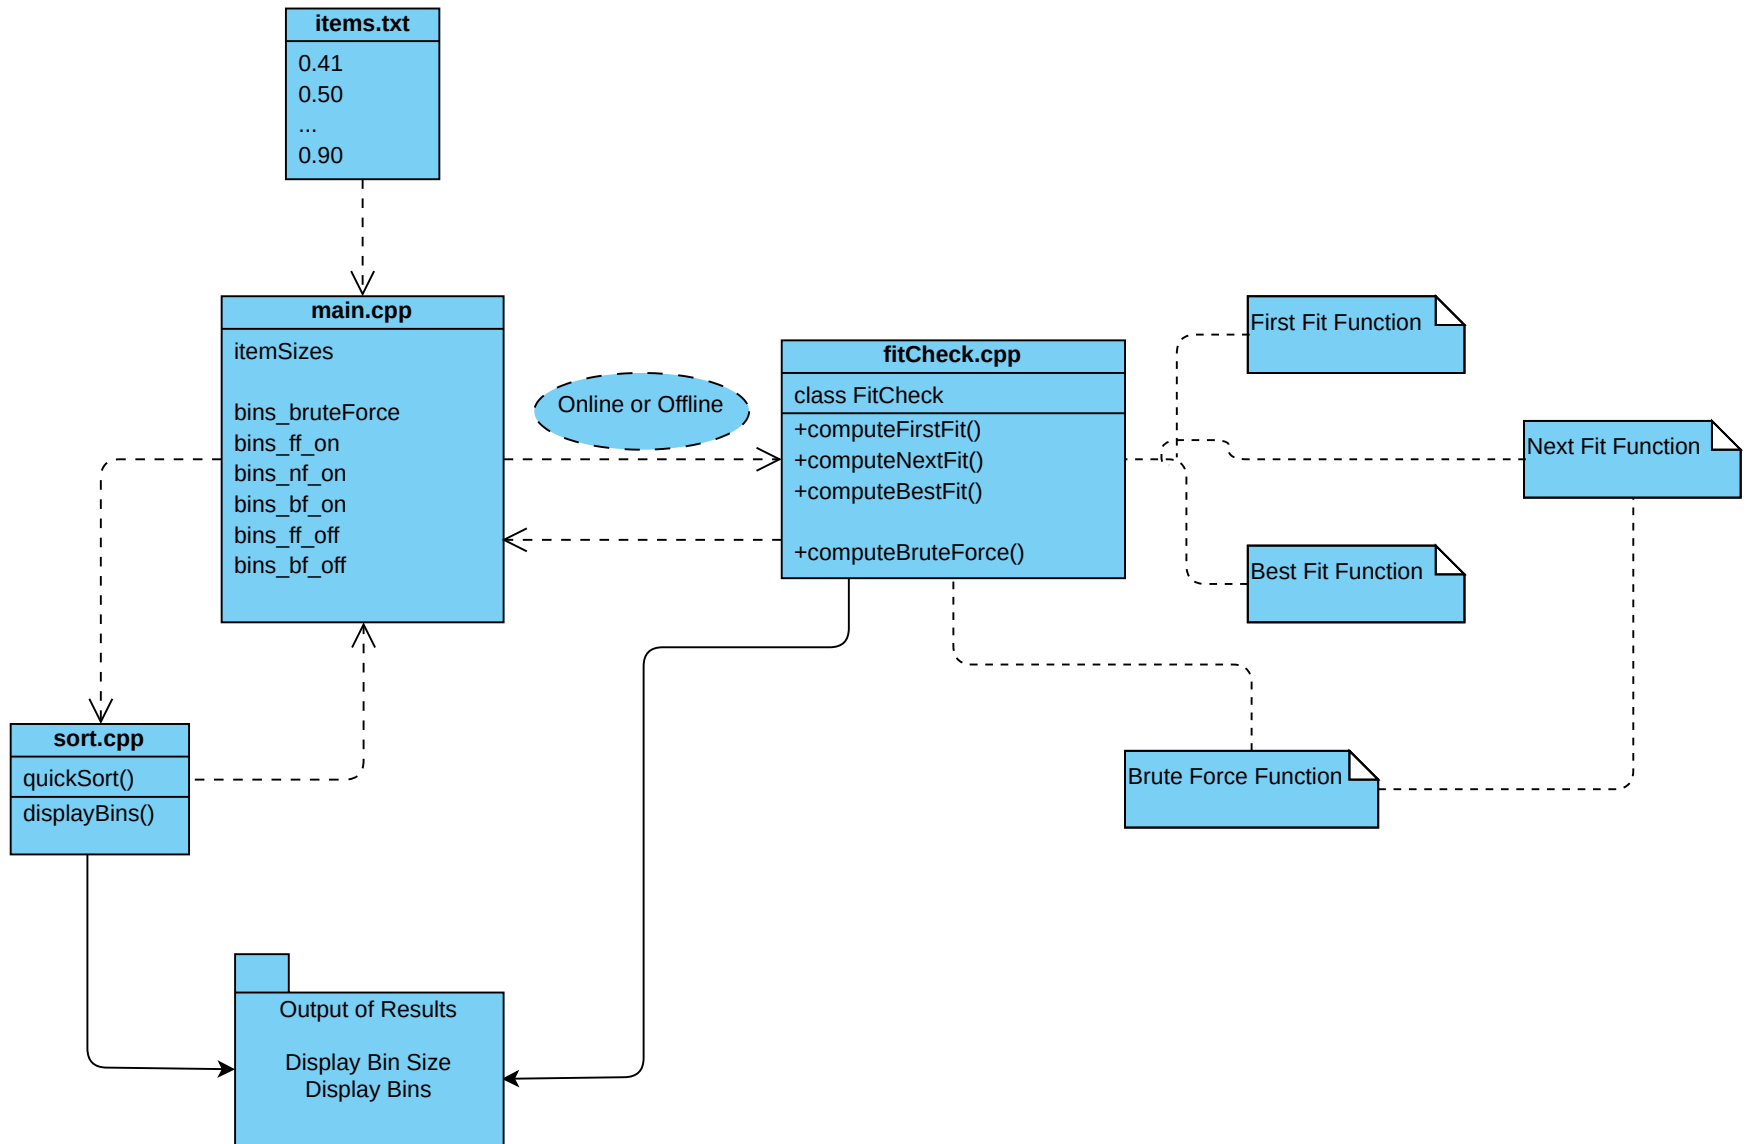 items.txt
0.41
0.50
...
0.90
main.cpp
itemSizes
bins_bruteForce
bins_ff_on
bins_nf_on
bins_bf_on
bins_ff_off
bins_bf_off
Online or Offline
fitCheck.cpp
class FitCheck
+computeFirstFit()
+computeNextFit()
+computeBestFit()
+computeBruteForce()
First Fit Function
Next Fit Function
Best Fit Function
Brute Force Function
sort.cpp
quickSort()
displayBins()
Output of Results
Display Bin Size
Display Bins